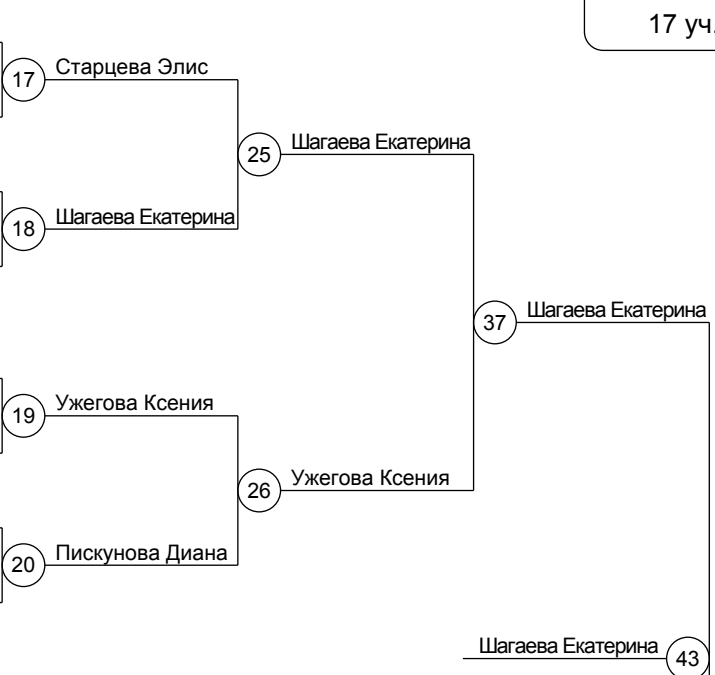 17 уч.
17
Старцева Элис
25
Шагаева Екатерина
18
Шагаева Екатерина
37
Шагаева Екатерина
19
Ужегова Ксения
26
Ужегова Ксения
20
Пискунова Диана
Шагаева Екатерина
43